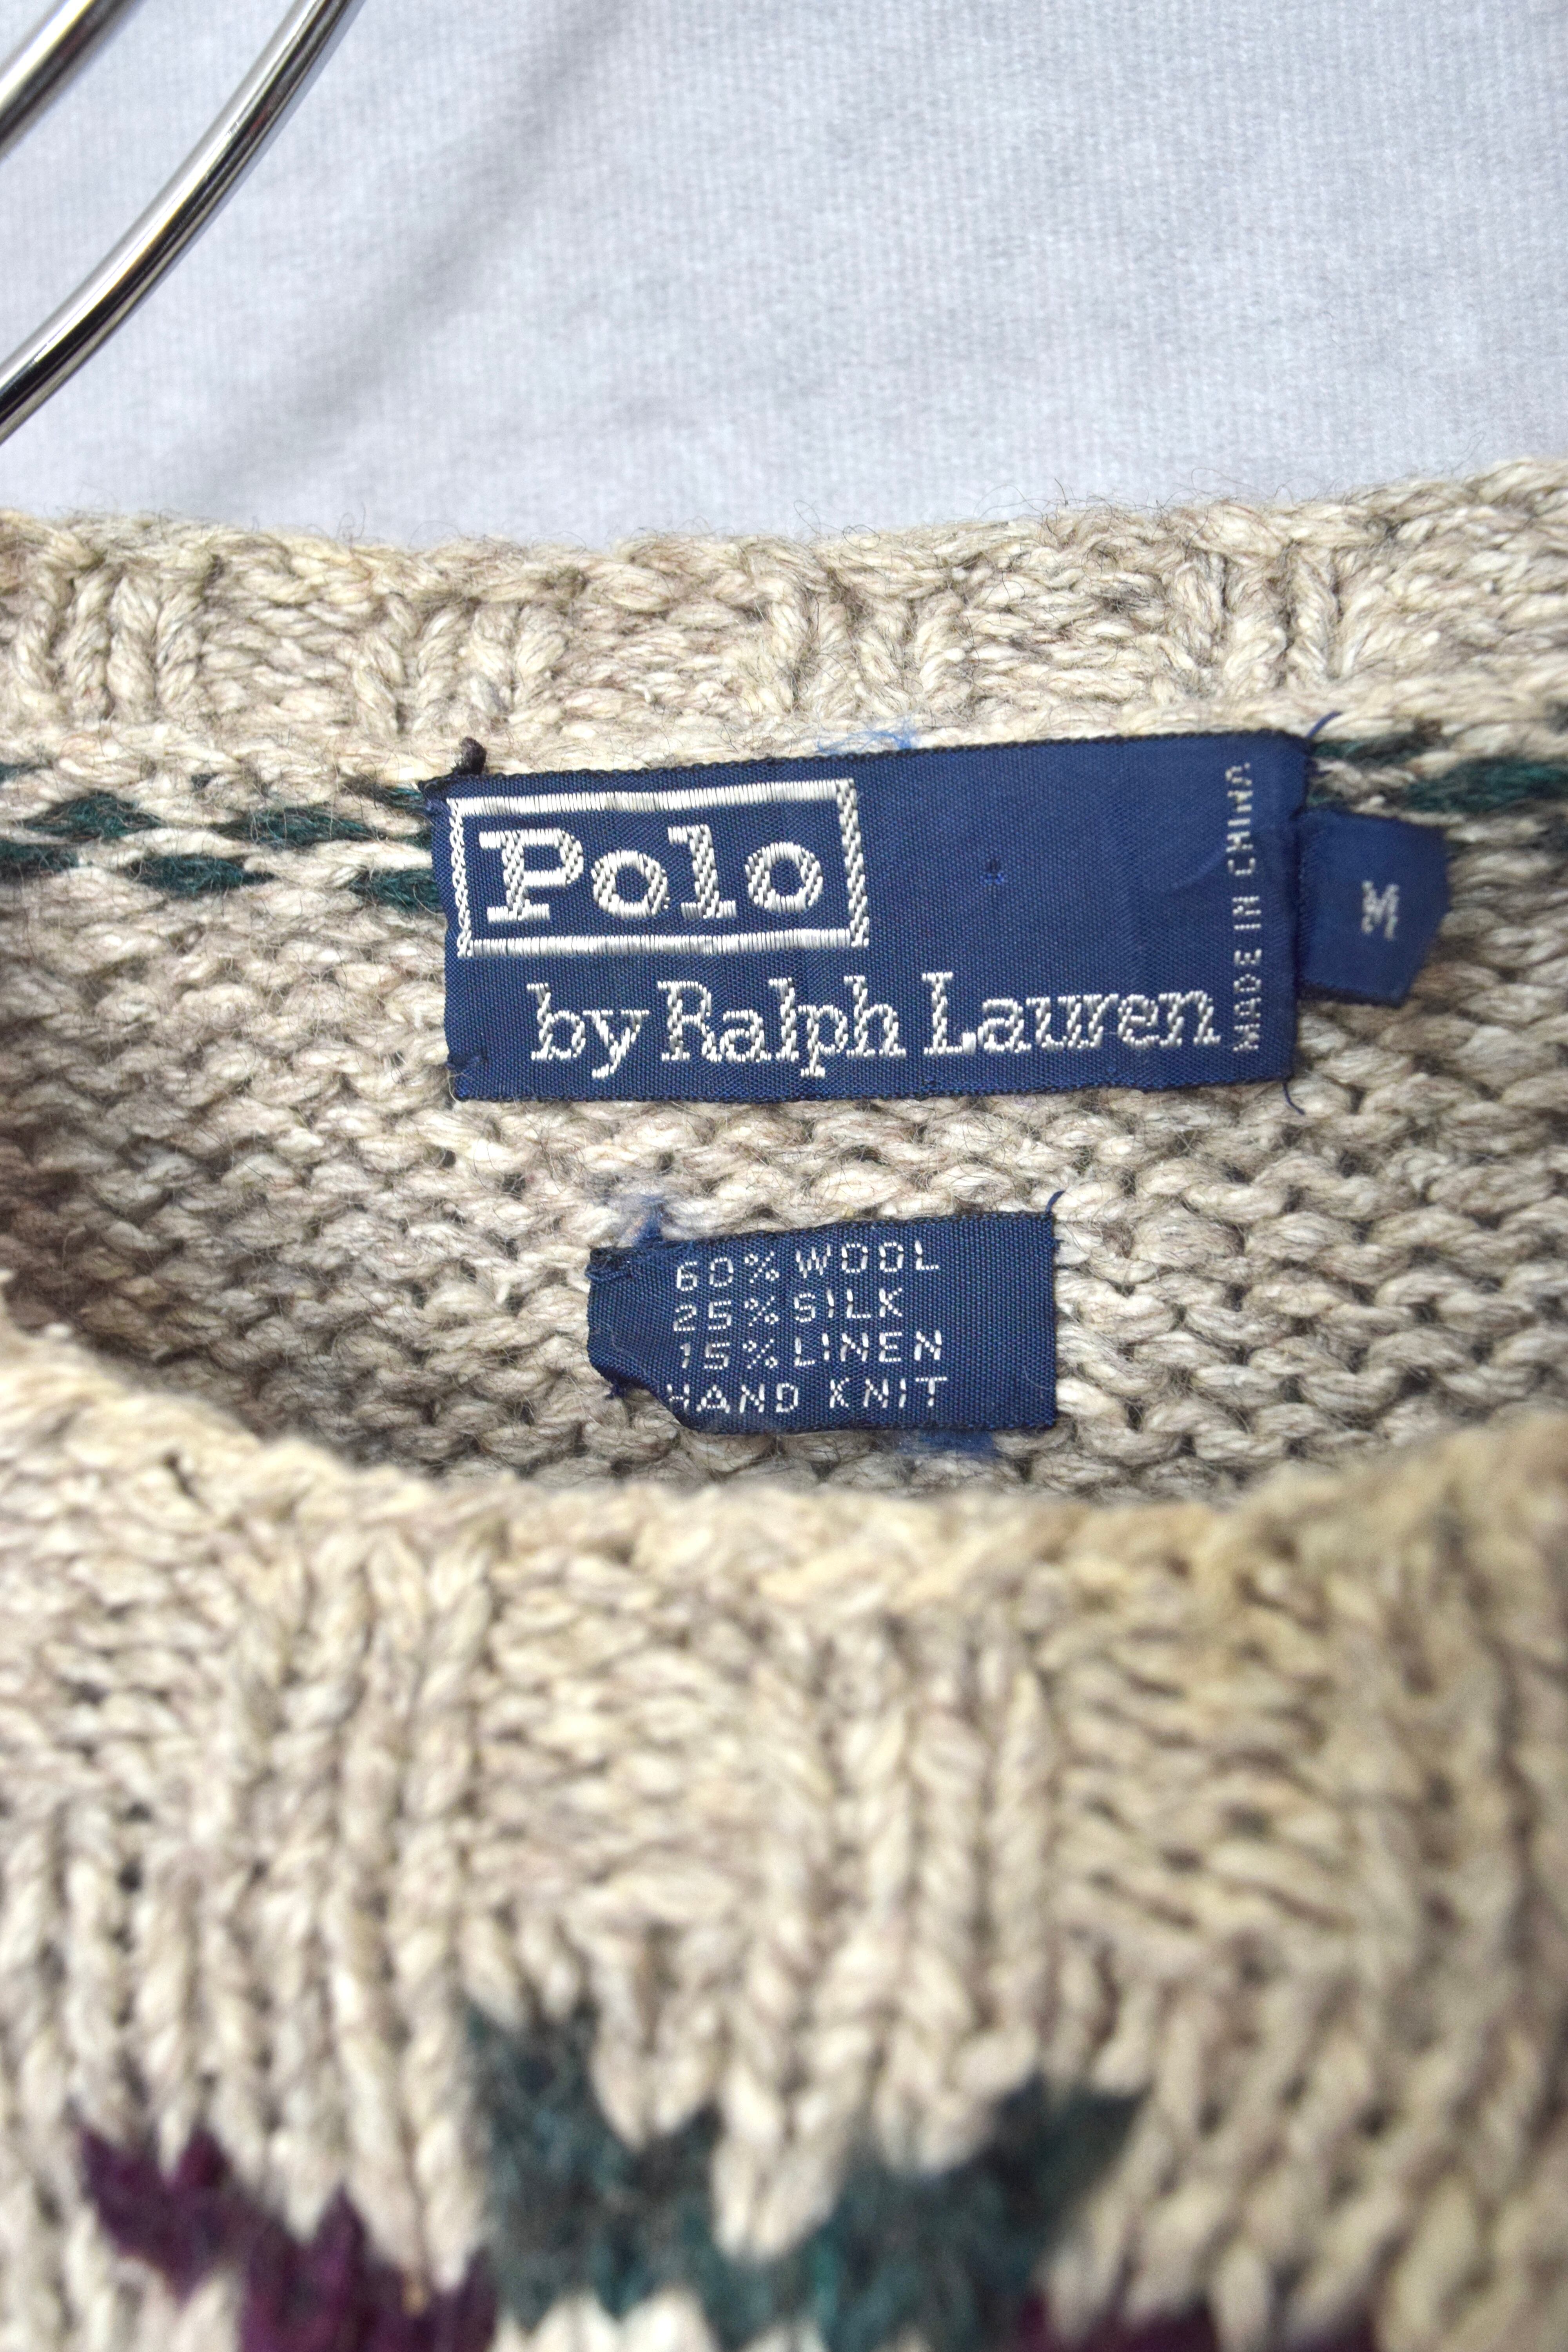 Polo
by Ralph Lauren
MADE IN CHINA
M
60% WOOL
25% SILK
15% LINEN
HAND KNIT